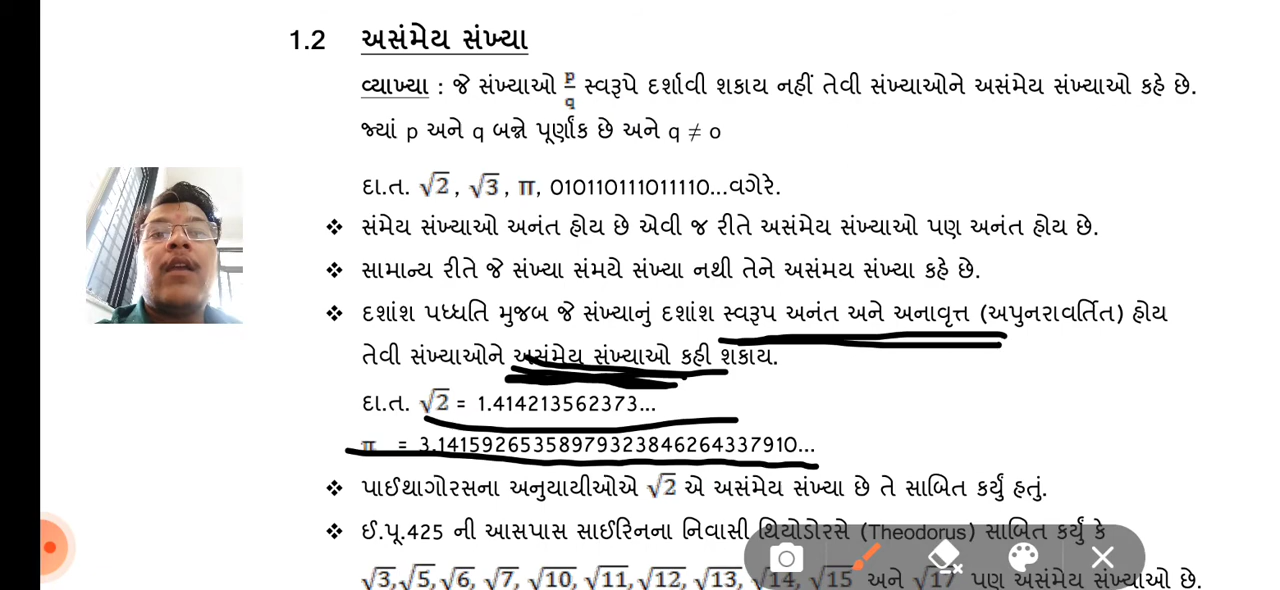 1.2 અસંમેય સંખ્યા
વ્યાખ્યા : જે સંખ્યાઓ p/q સ્વરૂપે દર્શાવી શકાય નહીં તેવી સંખ્યાઓને અસંમેય સંખ્યાઓ કહે છે.
જ્યાં p અને q બન્ને પૂર્ણાંક છે અને q ≠ 0
દા.ત. √2, √3, π, 010110111011110...વગેરે.
❖ સંમેય સંખ્યાઓ અનંત હોય છે એવી જ રીતે અસંમેય સંખ્યાઓ પણ અનંત હોય છે.
❖ સામાન્ય રીતે જે સંખ્યા સંમયે સંખ્યા નથી તેને અસંમય સંખ્યા કહે છે.
❖ દશાંશ પધ્ધતિ મુજબ જે સંખ્યાનું દશાંશ સ્વરૂપ અનંત અને અનાવૃત્ત (અપુનરાવર્તિત) હોય
તેવી સંખ્યાઓને અસંમેય સંખ્યાઓ કહી શકાય.
દા.ત. √2 = 1.414213562373...
π = 3.14159265358979323846264337910...
❖ પાઈથાગોરસના અનુયાયીઓએ √2 એ અસંમેય સંખ્યા છે તે સાબિત કર્યું હતું.
❖ ઈ.પૂ.425 ની આસપાસ સાઈરિનના નિવાસી થિયોડોરસે (Theodorus) સાબિત કર્યું કે
√3,√5,√6, √7, √10, √11, √12, √13, √14, √15 અને √17 પણ અસંમેય સંખ્યાઓ છે.